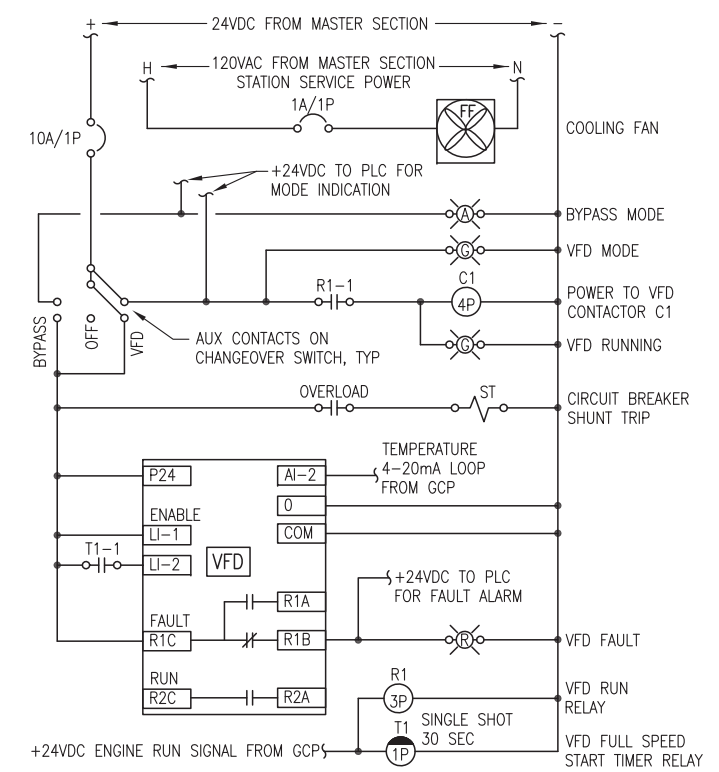 + 24VDC FROM MASTER SECTION −
H 120VAC FROM MASTER SECTION N
STATION SERVICE POWER
1A/1P
FF
COOLING FAN
10A/1P
+24VDC TO PLC FOR
MODE INDICATION
A
BYPASS MODE
G
VFD MODE
R1-1
C1
4P
POWER TO VFD
CONTACTOR C1
BYPASS
OFF
VFD
AUX CONTACTS ON
CHANGEOVER SWITCH, TYP
G
VFD RUNNING
OVERLOAD
ST
CIRCUIT BREAKER
SHUNT TRIP
TEMPERATURE
4-20mA LOOP
FROM GCP
P24
AI-2
0
ENABLE
LI-1
COM
T1-1
LI-2
VFD
+24VDC TO PLC
FOR FAULT ALARM
R1A
FAULT
R1C
R1B
R
VFD FAULT
RUN
R2C
R2A
R1
3P
VFD RUN
RELAY
T1
1P
SINGLE SHOT
30 SEC
+24VDC ENGINE RUN SIGNAL FROM GCP
VFD FULL SPEED
START TIMER RELAY